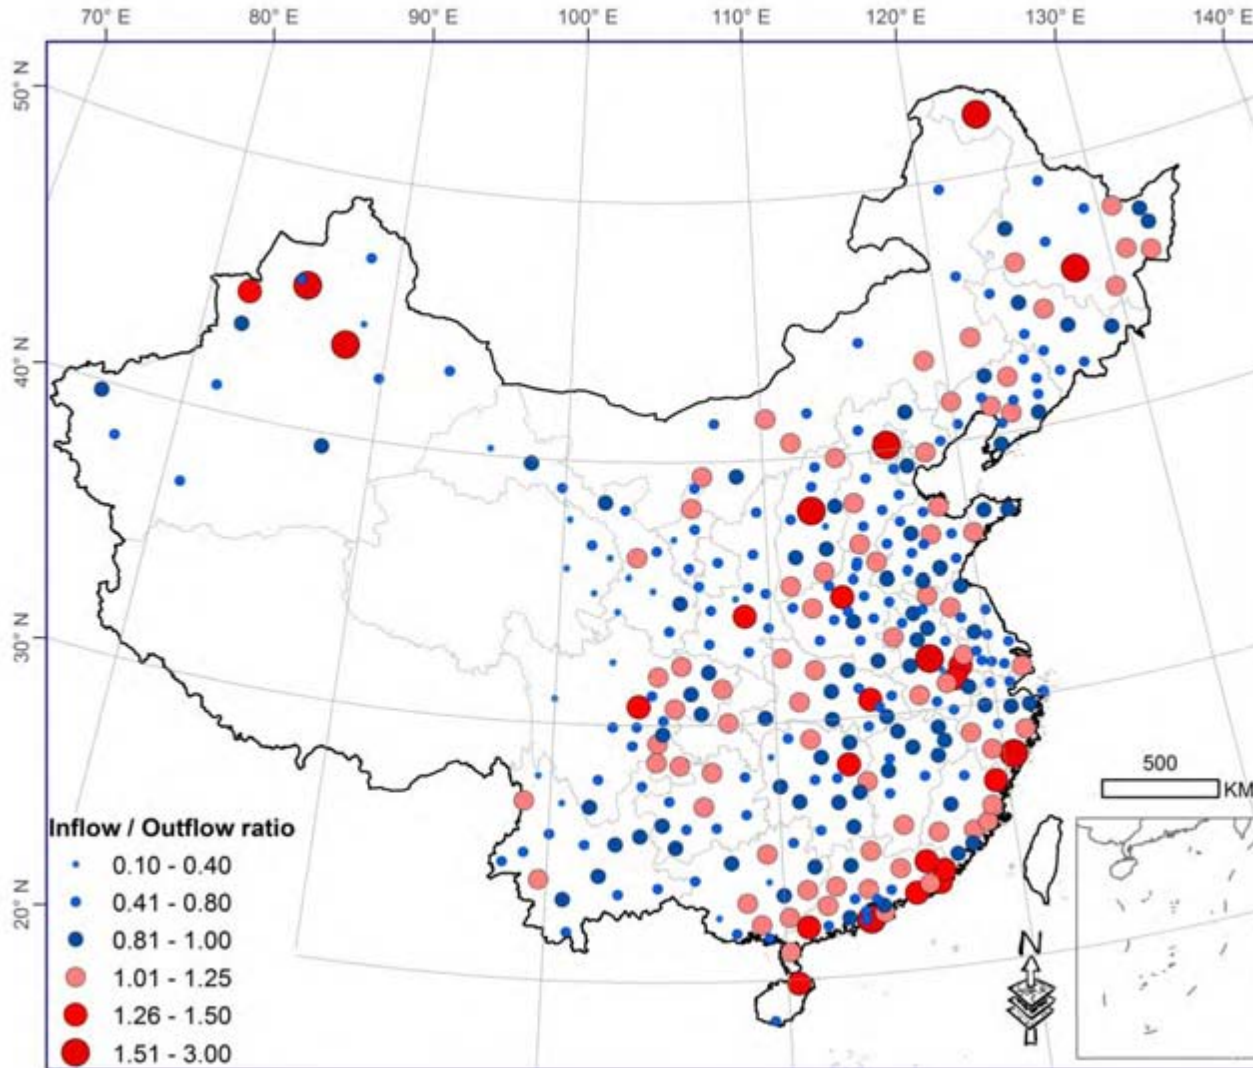 70° E 80° E 90° E 100° E 110° E 120° E 130° E 140° E
50° N
40° N
30° N
20° N
500
KM
Inflow / Outflow ratio
0.10 - 0.40
0.41 - 0.80
0.81 - 1.00
1.01 - 1.25
1.26 - 1.50
1.51 - 3.00
N